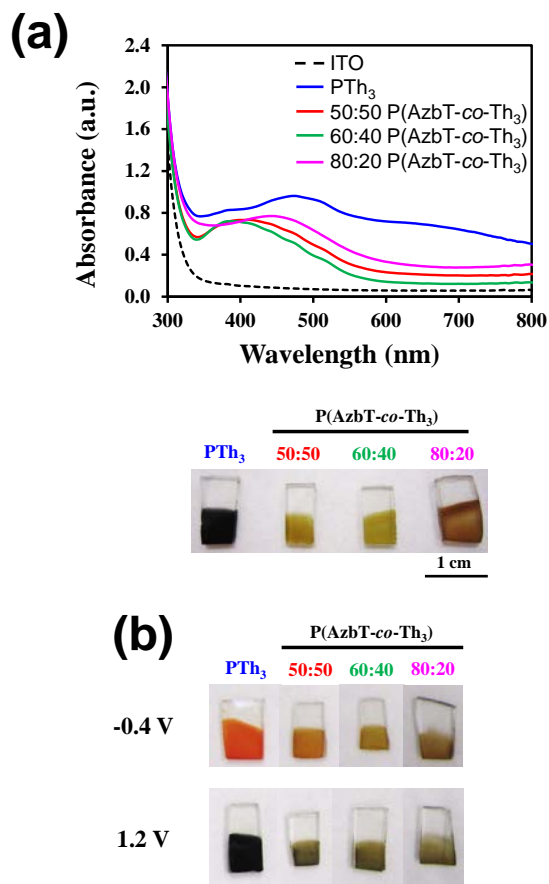 (a)
2.4
2.0
1.6
1.2
0.8
0.4
0.0
Absorbance (a.u.)
ITO
PTh3
50:50 P(AzbT-co-Th3)
60:40 P(AzbT-co-Th3)
80:20 P(AzbT-co-Th3)
300 400 500 600 700 800
Wavelength (nm)
P(AzbT-co-Th3)
PTh3 50:50 60:40 80:20
1 cm
(b)
P(AzbT-co-Th3)
PTh3 50:50 60:40 80:20
-0.4 V
1.2 V